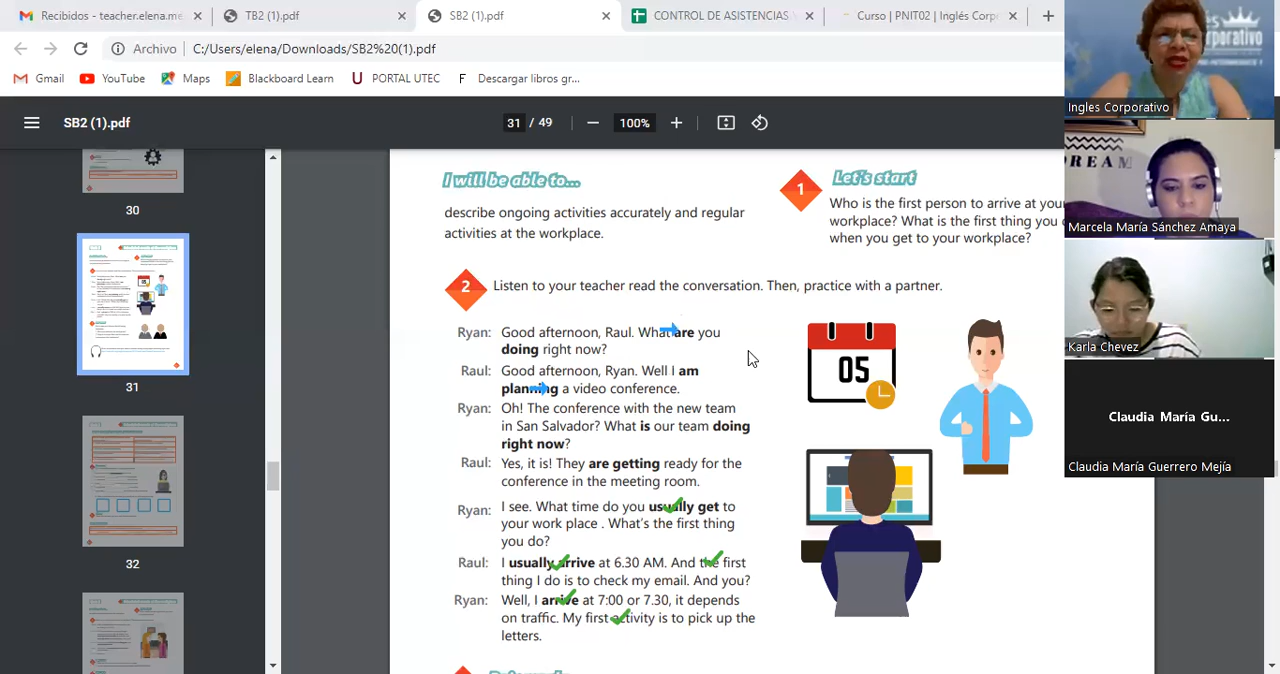 Recibidos - teacher.elena.me
TB2 (1).pdf
SB2 (1).pdf
CONTROL DE ASISTENCIAS
Curso | PNIT02 | Inglés Corp
Archivo
C:/Users/elena/Downloads/SB2%20(1).pdf
Gmail
YouTube
Maps
Blackboard Learn
U PORTAL UTEC
F Descargar libros gr...
SB2 (1).pdf
31 / 49
100%
30
31
32
I will be able to...
describe ongoing activities accurately and regular
activities at the workplace.
1
Let's start
Who is the first person to arrive at your
workplace? What is the first thing you
when you get to your workplace?
2
Listen to your teacher read the conversation. Then, practice with a partner.
Ryan: Good afternoon, Raul. What are you
doing right now?
Raul: Good afternoon, Ryan. Well I am
planning a video conference.
Ryan: Oh! The conference with the new team
in San Salvador? What is our team doing
right now?
Raul: Yes, it is! They are getting ready for the
conference in the meeting room.
Ryan: I see. What time do you usually get to
your work place . What's the first thing
you do?
Raul: I usually arrive at 6.30 AM. And the first
thing I do is to check my email. And you?
Ryan: Well, I arrive at 7:00 or 7.30, it depends
on traffic. My first activity is to pick up the
letters.
05
Corporativo
Ingles Corporativo
DREAM
Marcela María Sánchez Amaya
Karla Chevez
Claudia María Gu...
Claudia María Guerrero Mejía